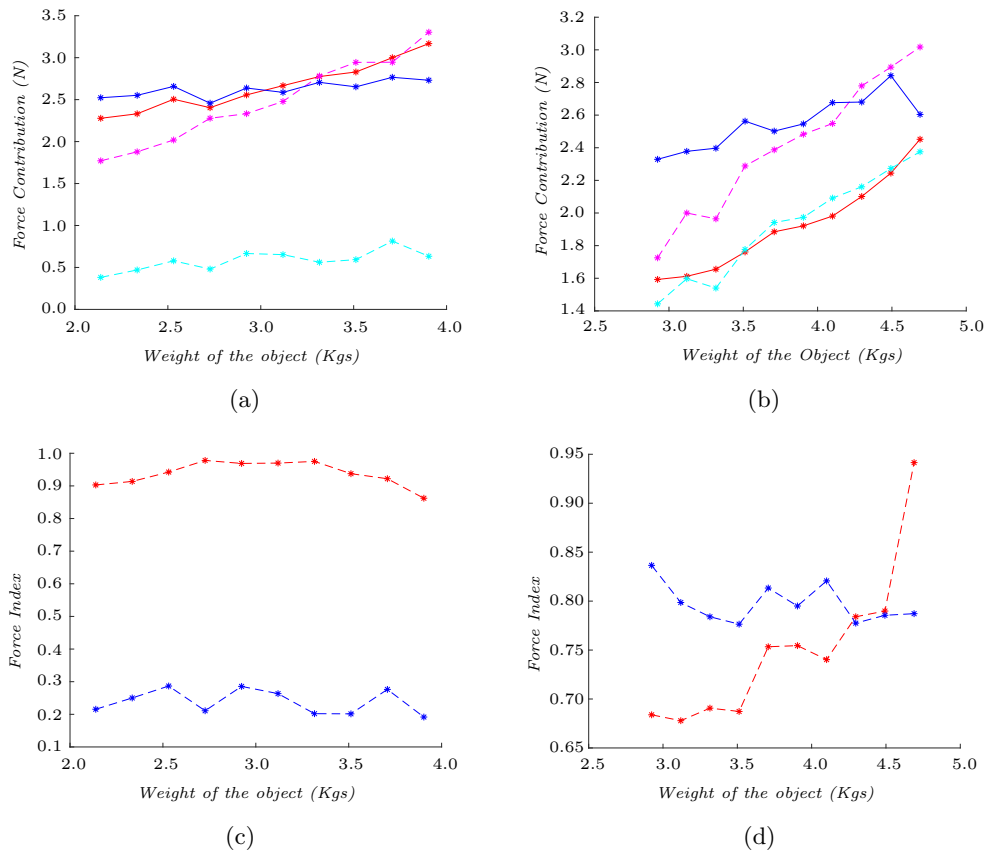 3.5
3.0
2.5
2.0
1.5
1.0
0.5
0.0
Force Contribution (N)
2.0 2.5 3.0 3.5 4.0
Weight of the object (Kgs)
(a)
3.2
3.0
2.8
2.6
2.4
2.2
2.0
1.8
1.6
1.4
Force Contribution (N)
2.5 3.0 3.5 4.0 4.5 5.0
Weight of the Object (Kgs)
(b)
1.0
0.9
0.8
0.7
0.6
0.5
0.4
0.3
0.2
0.1
Force Index
2.0 2.5 3.0 3.5 4.0
Weight of the object (Kgs)
(c)
0.95
0.90
0.85
0.80
0.75
0.70
0.65
Force Index
2.5 3.0 3.5 4.0 4.5 5.0
Weight of the object (Kgs)
(d)